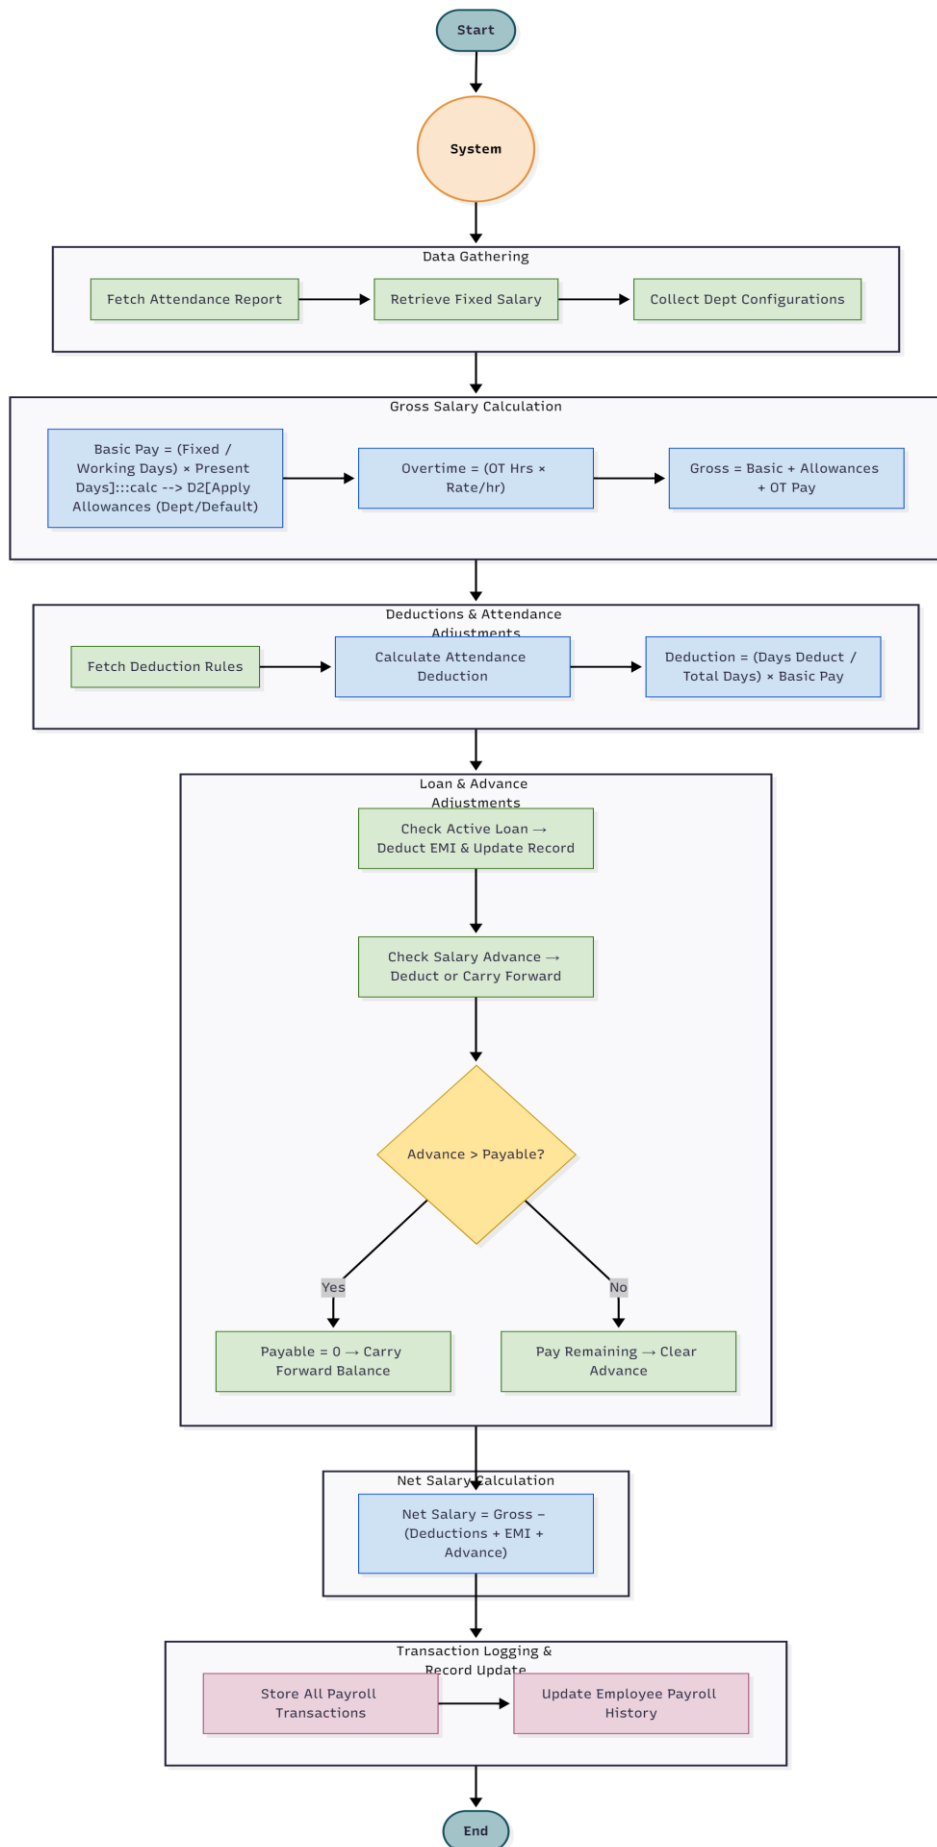 Start
System
Data Gathering
Fetch Attendance Report
Retrieve Fixed Salary
Collect Dept Configurations
Gross Salary Calculation
Basic Pay = (Fixed /
Working Days) × Present
Days]:::calc --> D2[Apply
Allowances (Dept/Default)
Overtime = (OT Hrs ×
Rate/hr)
Gross = Basic + Allowances
+ OT Pay
Deductions & Attendance
Adjustments
Fetch Deduction Rules
Calculate Attendance
Deduction
Deduction = (Days Deduct /
Total Days) × Basic Pay
Loan & Advance
Adjustments
Check Active Loan →
Deduct EMI & Update Record
Check Salary Advance →
Deduct or Carry Forward
Advance > Payable?
Yes
No
Payable = 0 → Carry
Forward Balance
Pay Remaining → Clear
Advance
Net Salary Calculation
Net Salary = Gross −
(Deductions + EMI +
Advance)
Transaction Logging &
Record Update
Store All Payroll
Transactions
Update Employee Payroll
History
End